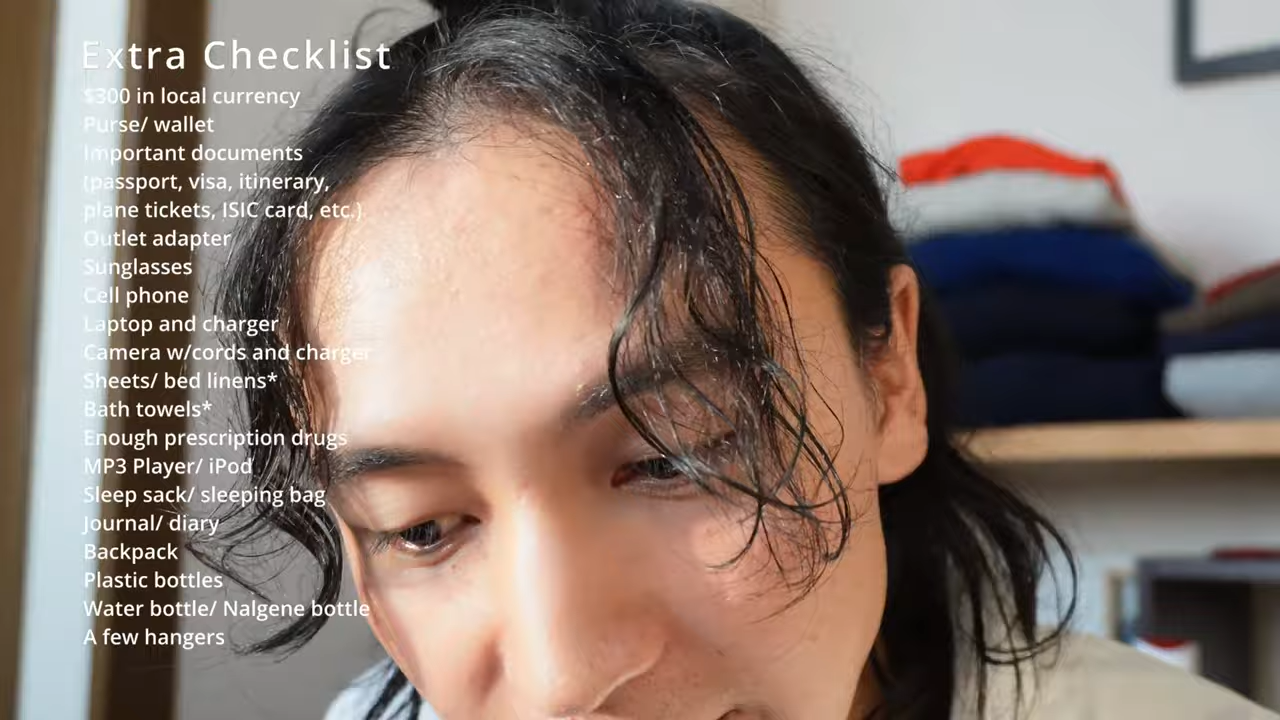 Extra Checklist
$300 in local currency
Purse/ wallet
Important documents
(passport, visa, itinerary,
plane tickets, ISIC card, etc.)
Outlet adapter
Sunglasses
Cell phone
Laptop and charger
Camera w/cords and charger
Sheets/ bed linens*
Bath towels*
Enough prescription drugs
MP3 Player/ iPod
Sleep sack/ sleeping bag
Journal/ diary
Backpack
Plastic bottles
Water bottle/ Nalgene bottle
A few hangers